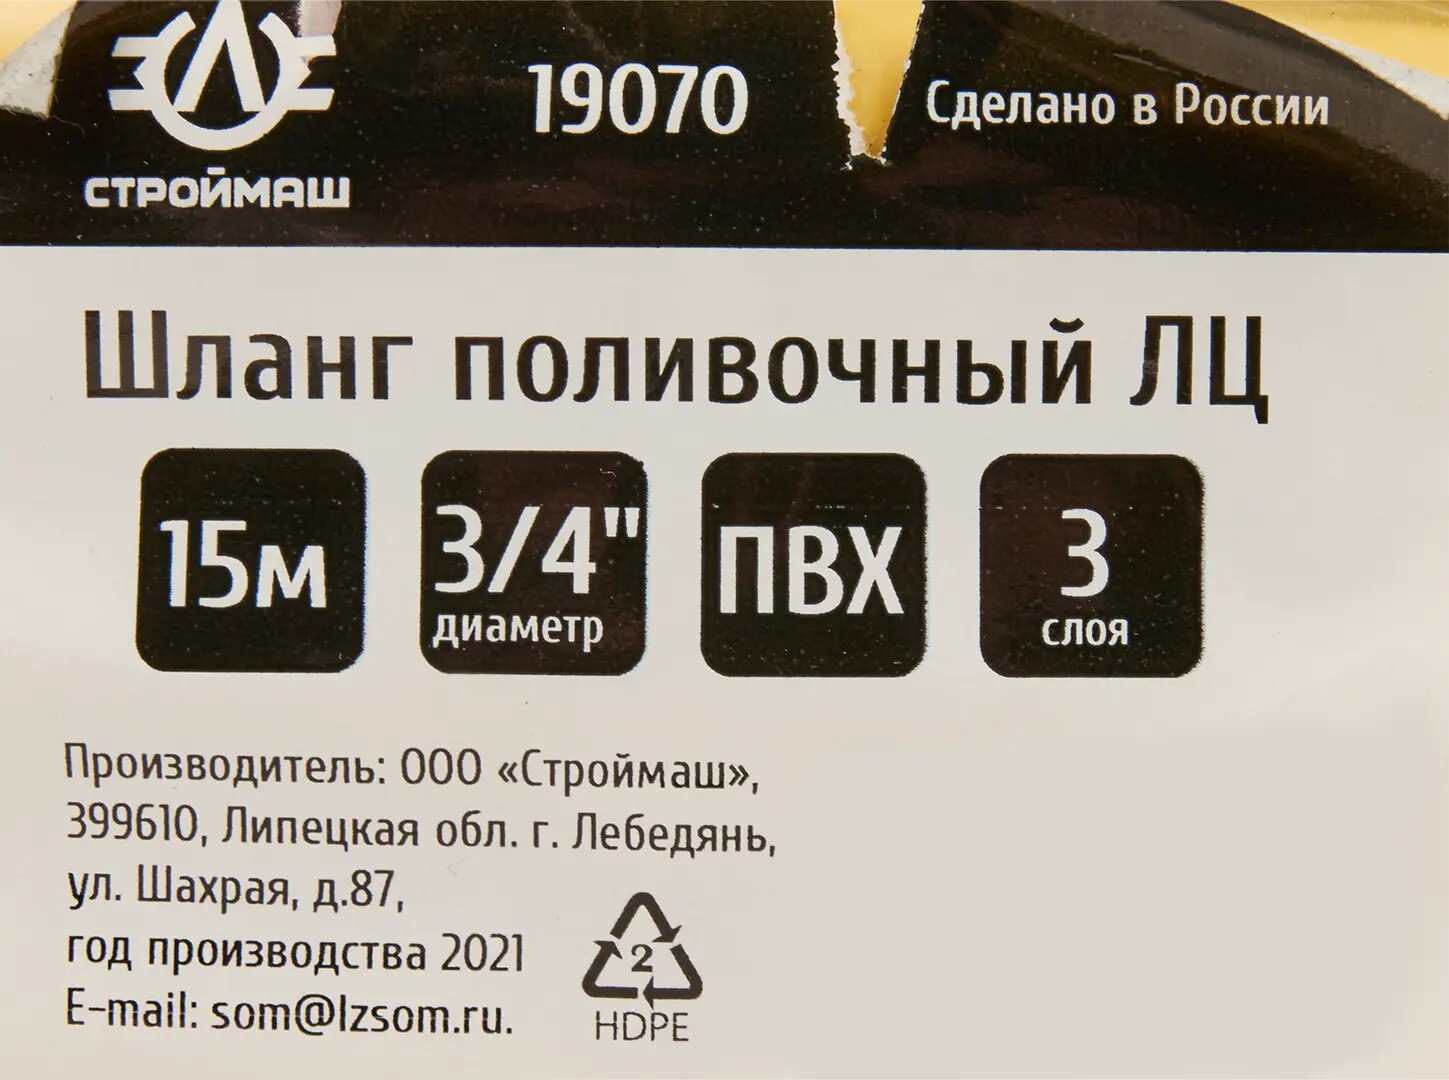 19070
Сделано в России
СТРОЙМАШ
Шланг поливочный ЛЦ
15м
3/4"
диаметр
ПВХ
3
слоя
Производитель: ООО «Строймаш»,
399610, Липецкая обл. г. Лебедянь,
ул. Шахрая, д.87,
год производства 2021
E-mail: som@lzsom.ru.
2
HDPE